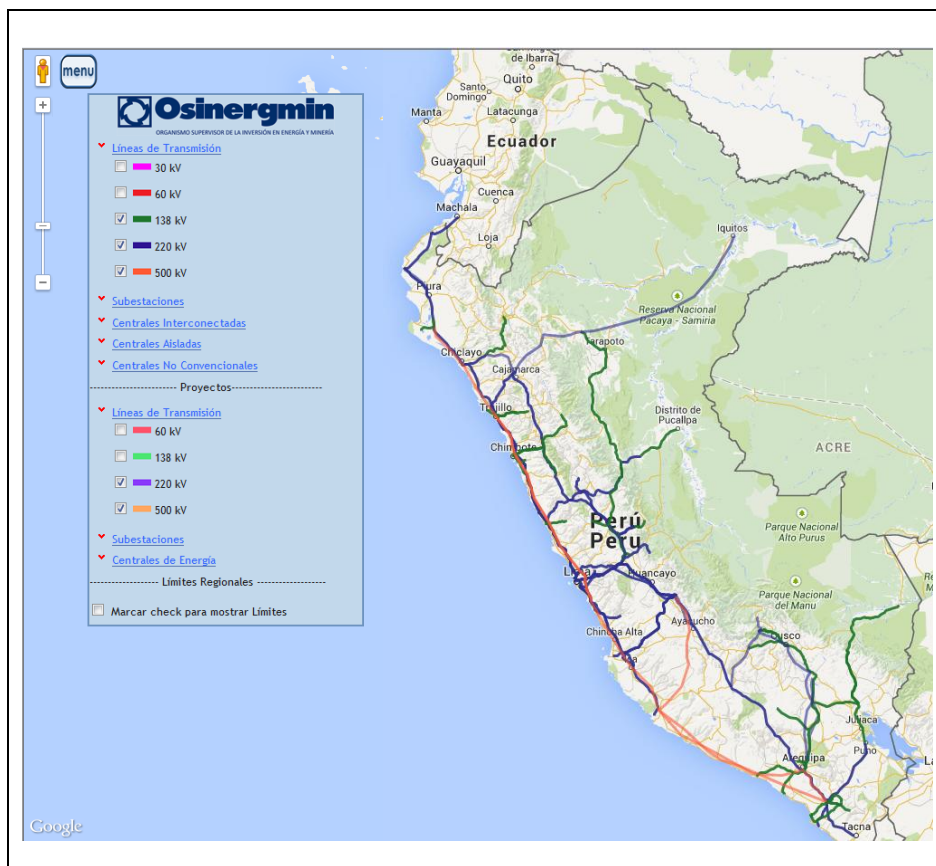 menu
Osinergmin
ORGANISMO SUPERVISOR DE LA INVERSIÓN EN ENERGÍA Y MINERÍA
Líneas de Transmisión
30 kV
60 kV
138 kV
220 kV
500 kV
Subestaciones
Centrales Interconectadas
Centrales Aisladas
Centrales No Convencionales
Proyectos
Líneas de Transmisión
60 kV
138 kV
220 kV
500 kV
Subestaciones
Centrales de Energía
Límites Regionales
Marcar check para mostrar Límites
de Ibarra
Quito
Santo
Domingo
Manta
Latacunga
Ecuador
Guayaquil
Cuenca
Machala
Loja
Iquitos
Piura
Reserva Nacional
Pacaya - Samiria
Tarapoto
Chiclayo
Cajamarca
Trujillo
Distrito de
Pucallpa
Chimbote
ACRE
Perú
Peru
Parque Nacional
Alto Purus
Lima
Huancayo
Parque Nacional
del Manu
Ayacucho
Chincha Alta
Cusco
Juliaca
Puno
Arequipa
Tacna
Google